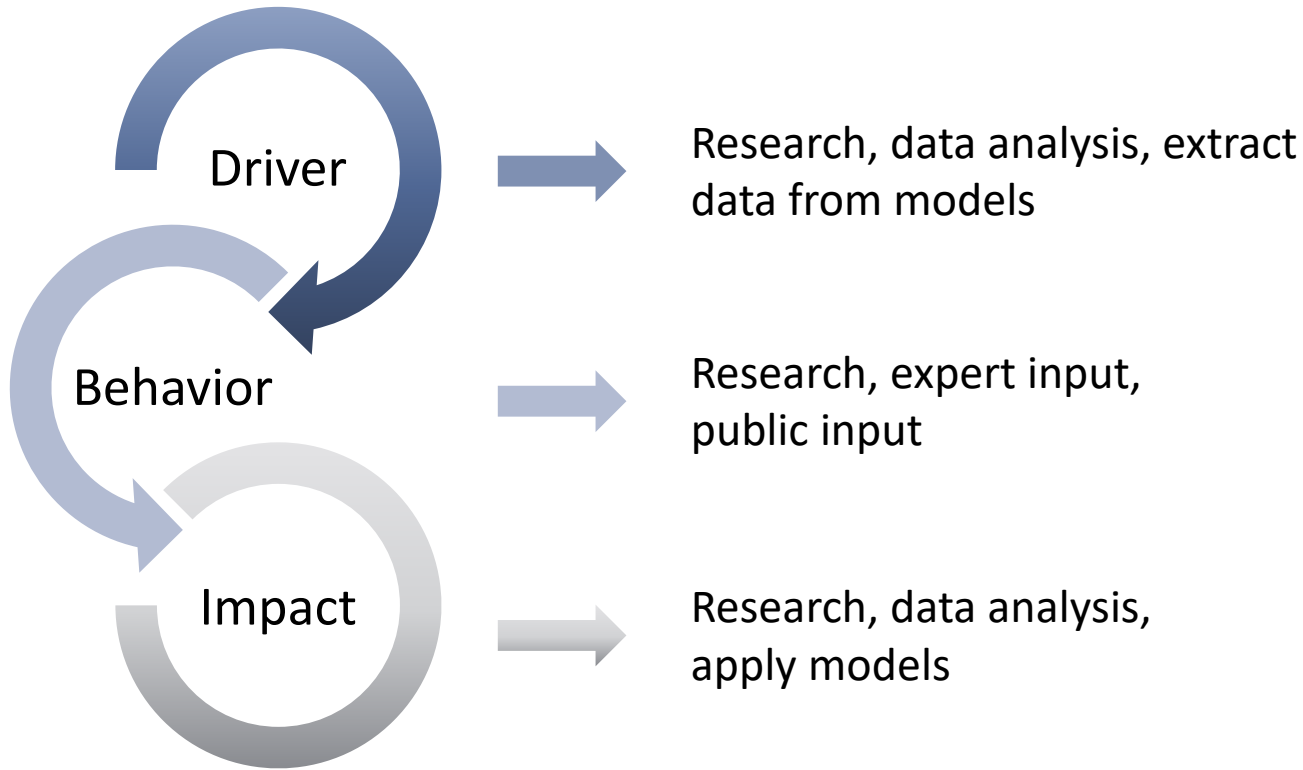 Driver
Research, data analysis, extract
data from models
Behavior
Research, expert input,
public input
Impact
Research, data analysis,
apply models